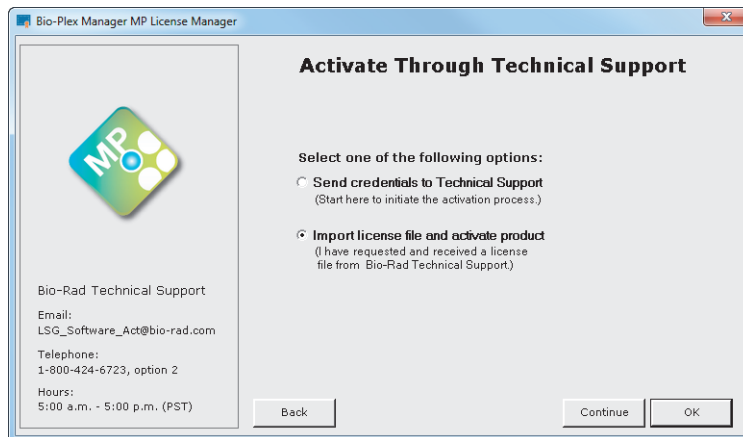 Bio-Plex Manager MP License Manager
Activate Through Technical Support
MP
Select one of the following options:
Send credentials to Technical Support
(Start here to initiate the activation process.)
Import license file and activate product
(I have requested and received a license
file from Bio-Rad Technical Support.)
Bio-Rad Technical Support
Email:
LSG_Software_Act@bio-rad.com
Telephone:
1-800-424-6723, option 2
Hours:
5:00 a.m. - 5:00 p.m. (PST)
Back
Continue
OK